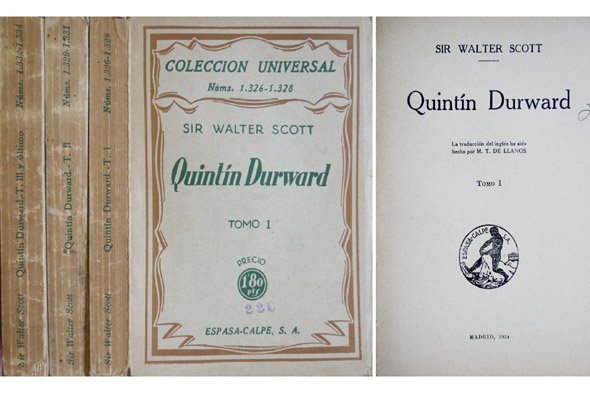 Sir Walter Scott Quintín Durward.-T. III y último Núms. 1.332-1.334
Sir Walter Scott Quintín Durward.-T. II Núms. 1.329-1.331
Sir Walter Scott Quintín Durward.-T. I Núms. 1.326-1.328
COLECCION UNIVERSAL
Núms. 1.326-1.328
SIR WALTER SCOTT
Quintín Durward
TOMO I
PRECIO
1'80
pts
2.20
ESPASA-CALPE, S. A.
SIR WALTER SCOTT
Quintín Durward
La traducción del inglés ha sido
hecha por M. T. DE LLANOS
TOMO I
ESPASA-CALPE, S.A.
MADRID, 1934